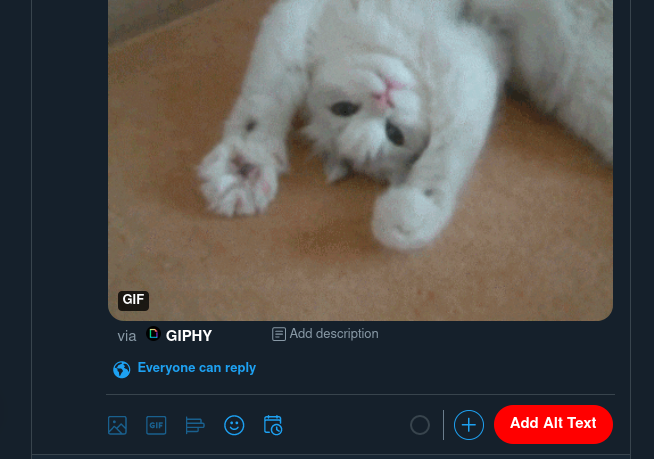 GIF
via GIPHY
Add description
Everyone can reply
GIF
Add Alt Text